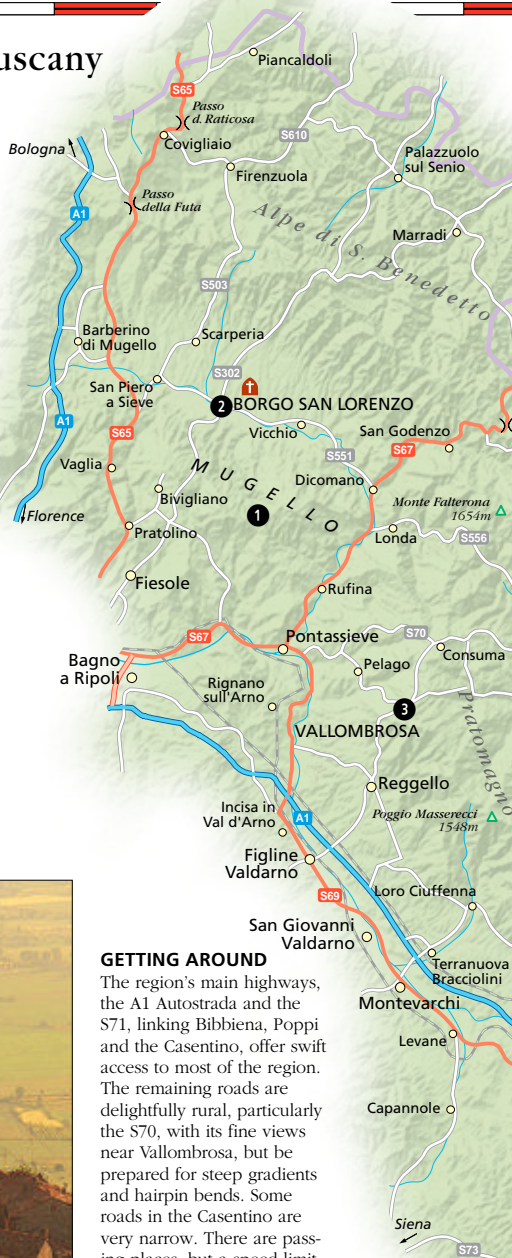 uscany
Piancaldoli
S65
Passo
d. Raticosa
Covigliaio
S610
Bologna
Firenzuola
Palazzuolo
sul Senio
Passo
della Futa
A1
Alpe di S. Benedetto
Marradi
S503
Barberino
di Mugello
Scarperia
S302
San Piero
a Sieve
2 BORGO SAN LORENZO
A1
S65
Vicchio
San Godenzo
S551
S67
Vaglia
MUGELLO
Dicomano
Bivigliano
Monte Falterona
1654m
1
Florence
Pratolino
Londa
S556
Fiesole
Rufina
S67
Pontassieve
S70
Consuma
Bagno
a Ripoli
Pelago
Rignano
sull'Arno
3
VALLOMBROSA
Pratomagno
Reggello
Incisa in
Val d'Arno
A1
Poggio Masserecci
1548m
Figline
Valdarno
S69
Loro Ciuffenna
San Giovanni
Valdarno
Terranuova
Bracciolini
Montevarchi
Levane
Capannole
Siena
S73
GETTING AROUND
The region's main highways,
the A1 Autostrada and the
S71, linking Bibbiena, Poppi
and the Casentino, offer swift
access to most of the region.
The remaining roads are
delightfully rural, particularly
the S70, with its fine views
near Vallombrosa, but be
prepared for steep gradients
and hairpin bends. Some
roads in the Casentino are
very narrow. There are pass-
ing places, but a speed limit